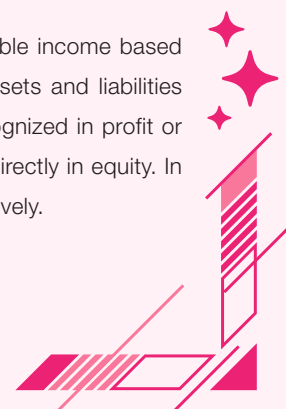 ble income based
sets and liabilities
gnized in profit or
irectly in equity. In
vely.